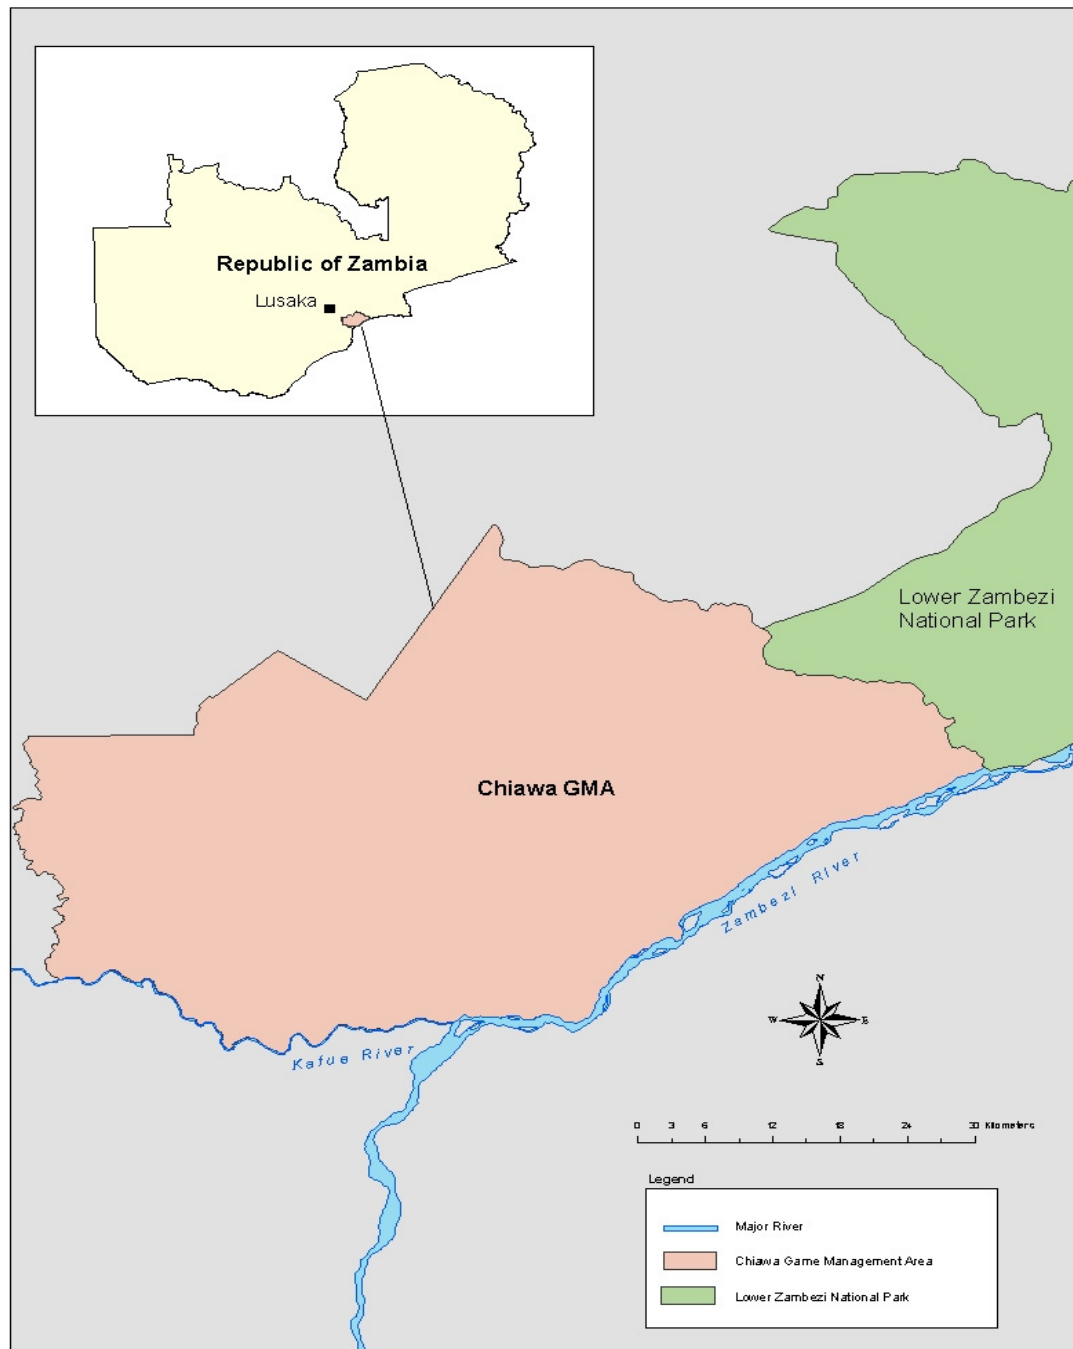 Republic of Zambia
Lusaka
Lower Zambezi
National Park
Chiawa GMA
Zambezi River
Kafue River
N
W E
S
0 3 6 12 18 24 30 Kilometers
Legend
Major River
Chiawa Game Management Area
Lower Zambezi National Park